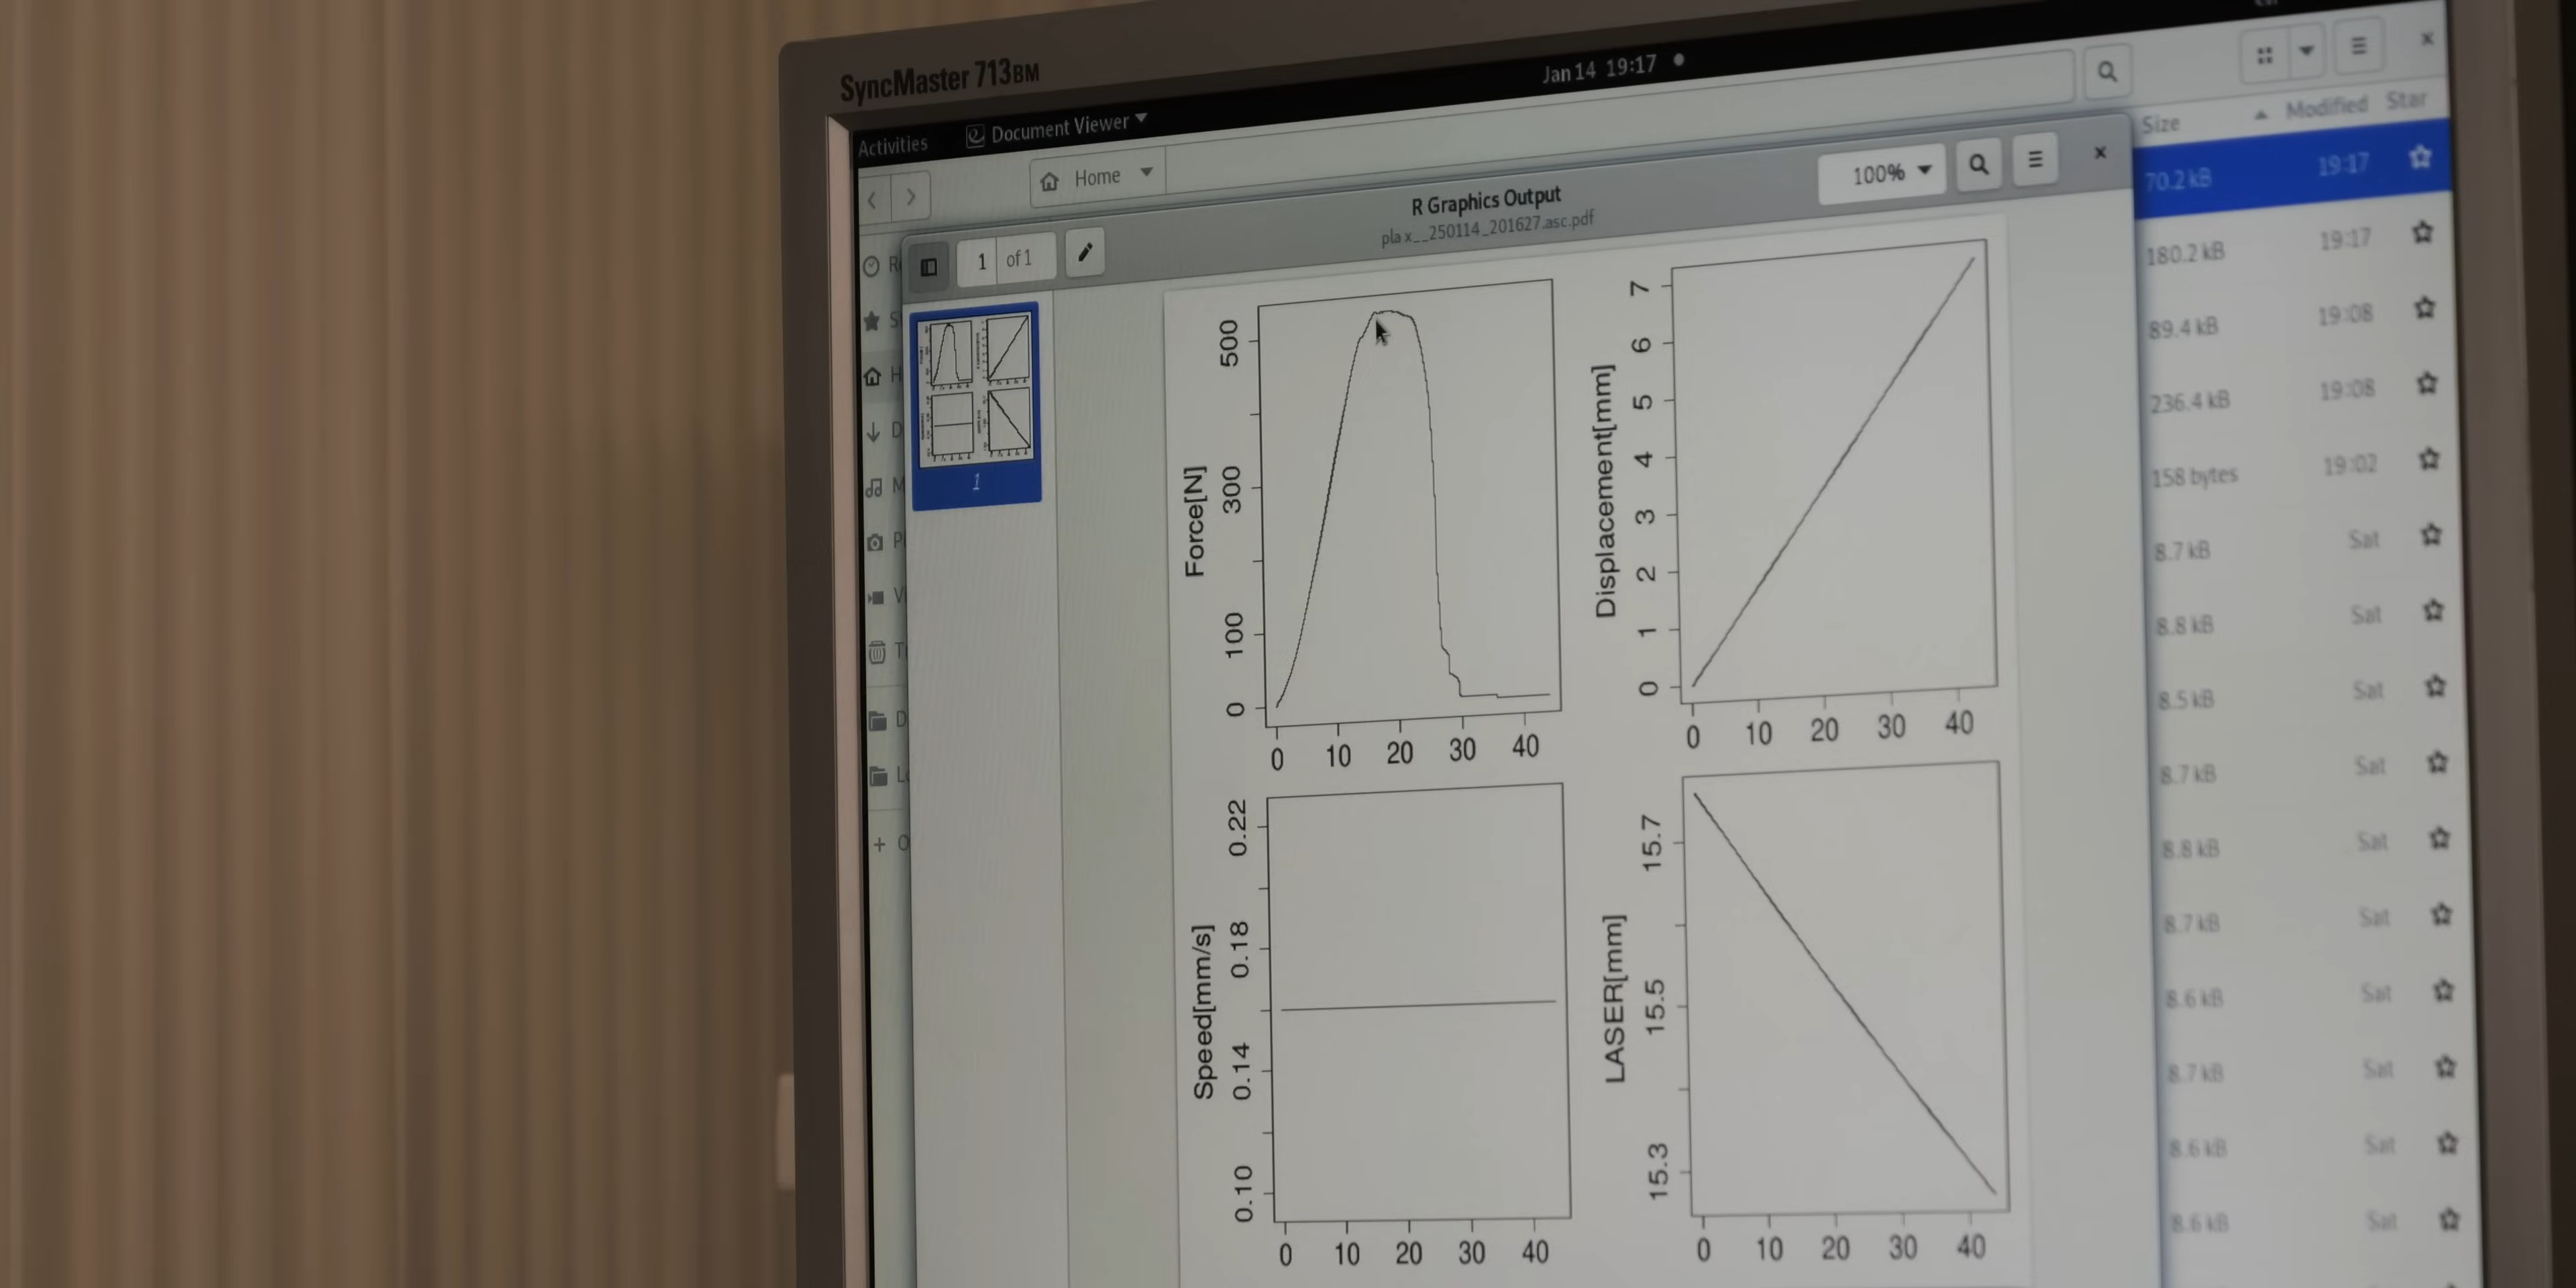 SyncMaster 713BM
Jan 14 19:17
Activities
Document Viewer
Home
Size Modified Star
R Graphics Output
pla x__250114_201627.asc.pdf
100%
1 of 1
1
Force[N]
0 100 300 500
0 10 20 30 40
Displacement[mm]
0 1 2 3 4 5 6 7
0 10 20 30 40
Speed[mm/s]
0.10 0.14 0.18 0.22
0 10 20 30 40
LASER[mm]
15.3 15.5 15.7
0 10 20 30 40
70.2 kB 19:17
180.2 kB 19:17
89.4 kB 19:08
236.4 kB 19:08
158 bytes 19:02
8.7 kB Sat
8.8 kB Sat
8.5 kB Sat
8.7 kB Sat
8.8 kB Sat
8.7 kB Sat
8.6 kB Sat
8.7 kB Sat
8.6 kB Sat
8.6 kB Sat